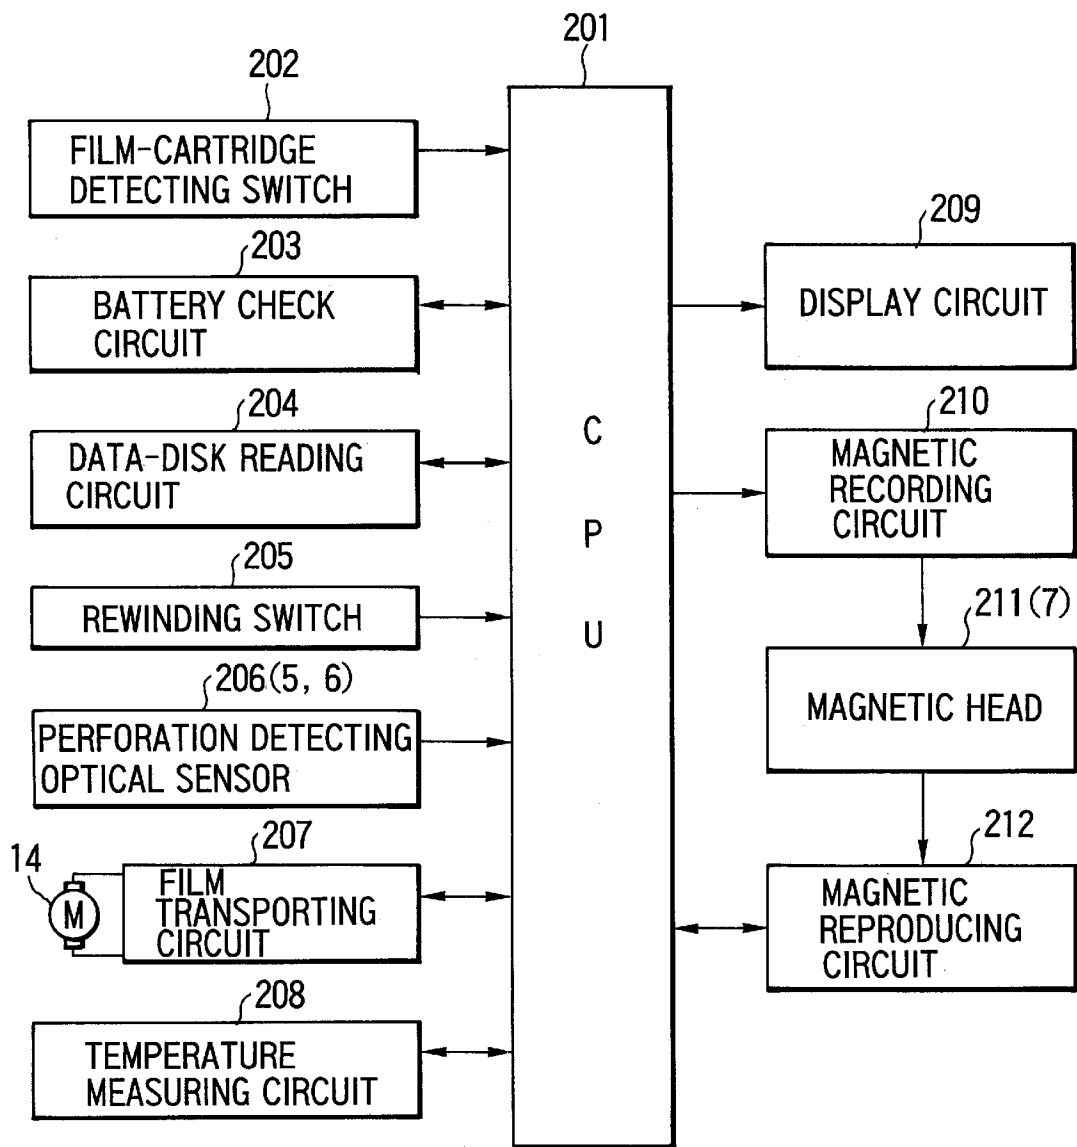 201
202
FILM-CARTRIDGE
DETECTING SWITCH
203
BATTERY CHECK
CIRCUIT
204
DATA-DISK READING
CIRCUIT
205
REWINDING SWITCH
206(5, 6)
PERFORATION DETECTING
OPTICAL SENSOR
207
14
M
FILM
TRANSPORTING
CIRCUIT
208
TEMPERATURE
MEASURING CIRCUIT
C
P
U
209
DISPLAY CIRCUIT
210
MAGNETIC
RECORDING
CIRCUIT
211(7)
MAGNETIC HEAD
212
MAGNETIC
REPRODUCING
CIRCUIT